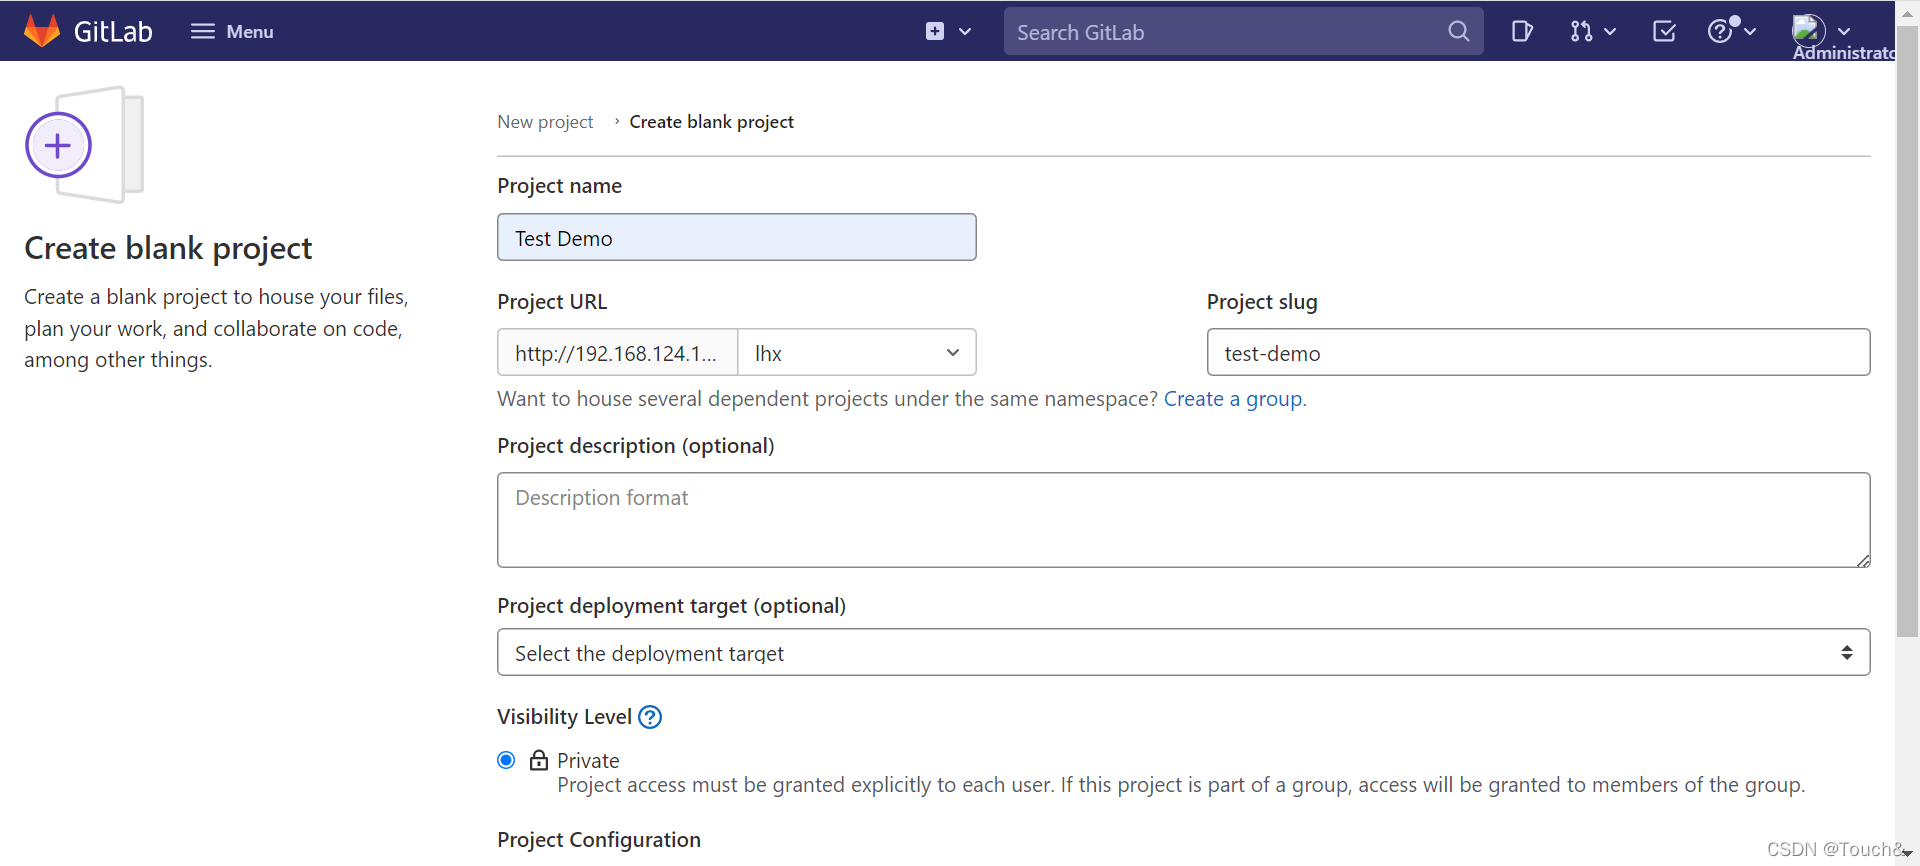 GitLab
Menu
Search GitLab
Administrato
New project › Create blank project
Create blank project
Create a blank project to house your files,
plan your work, and collaborate on code,
among other things.
Project name
Test Demo
Project URL
Project slug
http://192.168.124.1...
lhx
test-demo
Want to house several dependent projects under the same namespace? Create a group.
Project description (optional)
Description format
Project deployment target (optional)
Select the deployment target
Visibility Level
Private
Project access must be granted explicitly to each user. If this project is part of a group, access will be granted to members of the group.
Project Configuration
CSDN @Touch&